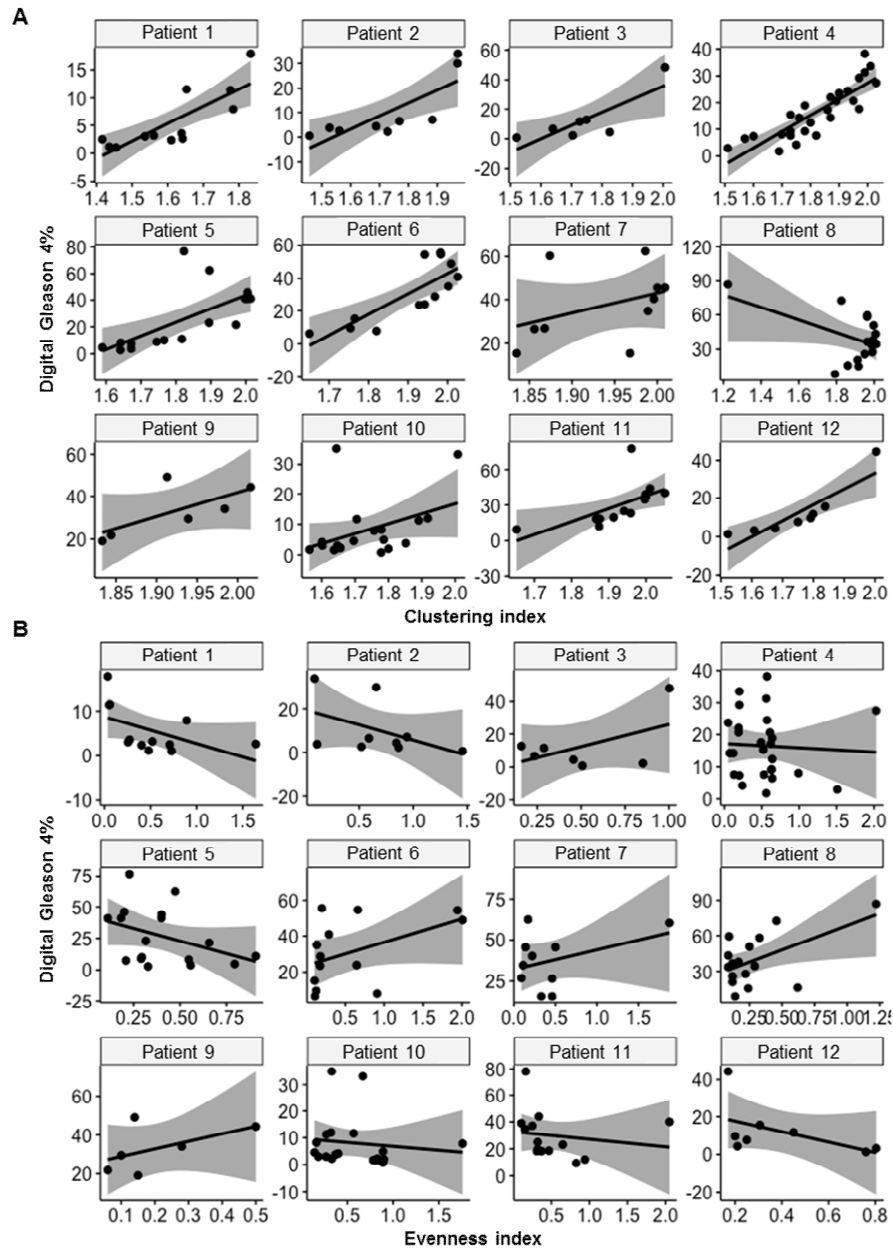 A
Patient 1 Patient 2 Patient 3 Patient 4
15 10 5 0 -5
1.4 1.5 1.6 1.7 1.8
30 20 10 0 -10
1.5 1.6 1.7 1.8 1.9
60 40 20 0 -20
1.5 1.6 1.7 1.8 1.9 2.0
40 30 20 10 0
1.5 1.6 1.7 1.8 1.9 2.0
Digital Gleason 4%
Patient 5 Patient 6 Patient 7 Patient 8
80 60 40 20 0 -20
1.6 1.7 1.8 1.9 2.0
60 40 20 0 -20
1.7 1.8 1.9 2.0
60 40 20
1.85 1.90 1.95 2.00
120 90 60 30
1.2 1.4 1.6 1.8 2.0
Patient 9 Patient 10 Patient 11 Patient 12
60 40 20
1.85 1.90 1.95 2.00
30 20 10 0
1.6 1.7 1.8 1.9 2.0
60 30 0 -30
1.7 1.8 1.9 2.0
40 20 0 -20
1.5 1.6 1.7 1.8 1.9 2.0
Clustering index
B
Patient 1 Patient 2 Patient 3 Patient 4
10 0 -10
0.0 0.5 1.0 1.5
20 0 -20
0.5 1.0 1.5
40 20 0 -20
0.25 0.50 0.75 1.00
40 30 20 10 0
0.0 0.5 1.0 1.5 2.0
Digital Gleason 4%
Patient 5 Patient 6 Patient 7 Patient 8
75 50 25 0 -25
0.25 0.50 0.75
60 40 20 0
0.5 1.0 1.5 2.0
75 50 25
0.0 0.5 1.0 1.5
90 60 30 0
0.25 0.50 0.75 1.00 1.25
Patient 9 Patient 10 Patient 11 Patient 12
60 40 20
0.1 0.2 0.3 0.4 0.5
30 20 10 0 -10
0.5 1.0 1.5
80 60 40 20 0
0.5 1.0 1.5 2.0
40 20 0 -20
0.2 0.4 0.6 0.8
Evenness index